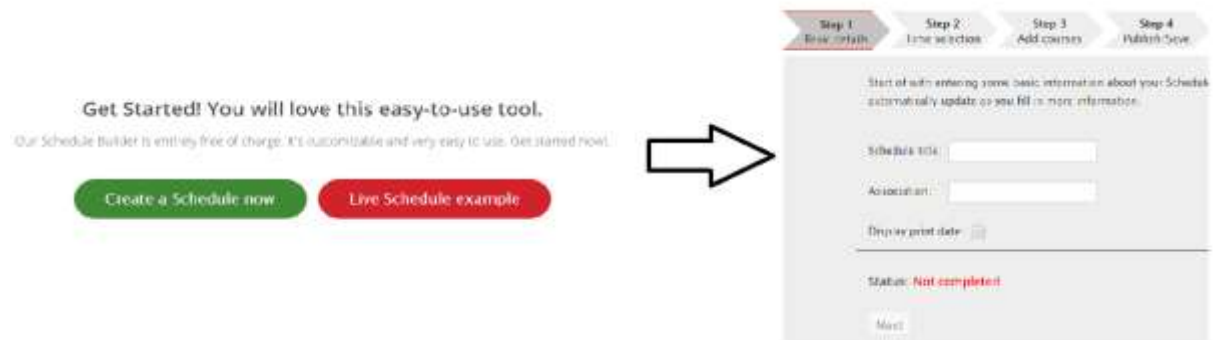 Get Started! You will love this easy-to-use tool.
Our Schedule Builder is entirely free of charge. It's customizable and very easy to use. Get started now!
Create a Schedule now
Live Schedule example
Step 1
Basic details
Step 2
Time selection
Step 3
Add courses
Step 4
Publish/Save
Start of with entering some basic information about your Schedul
automatically update as you fill in more information.
Schedule title:
Association:
Display print date:
Status: Not completed
Next